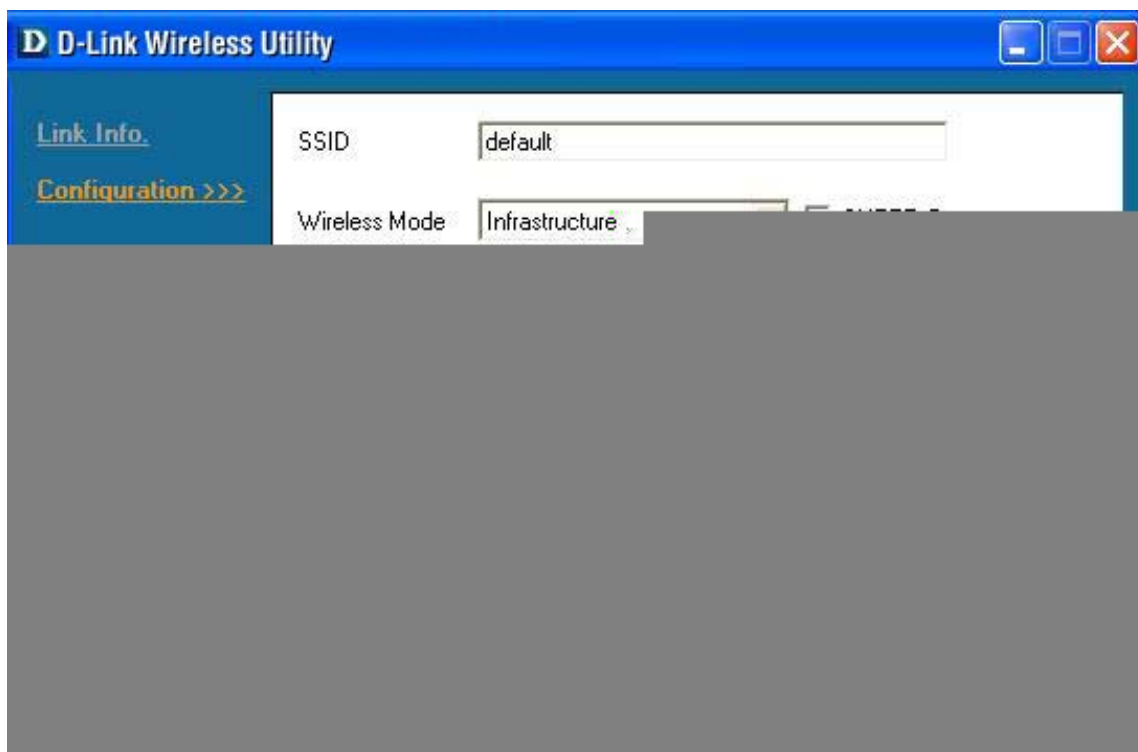 D D-Link Wireless Utility
Link Info.
Configuration >>>
SSID
default
Wireless Mode
Infrastructure